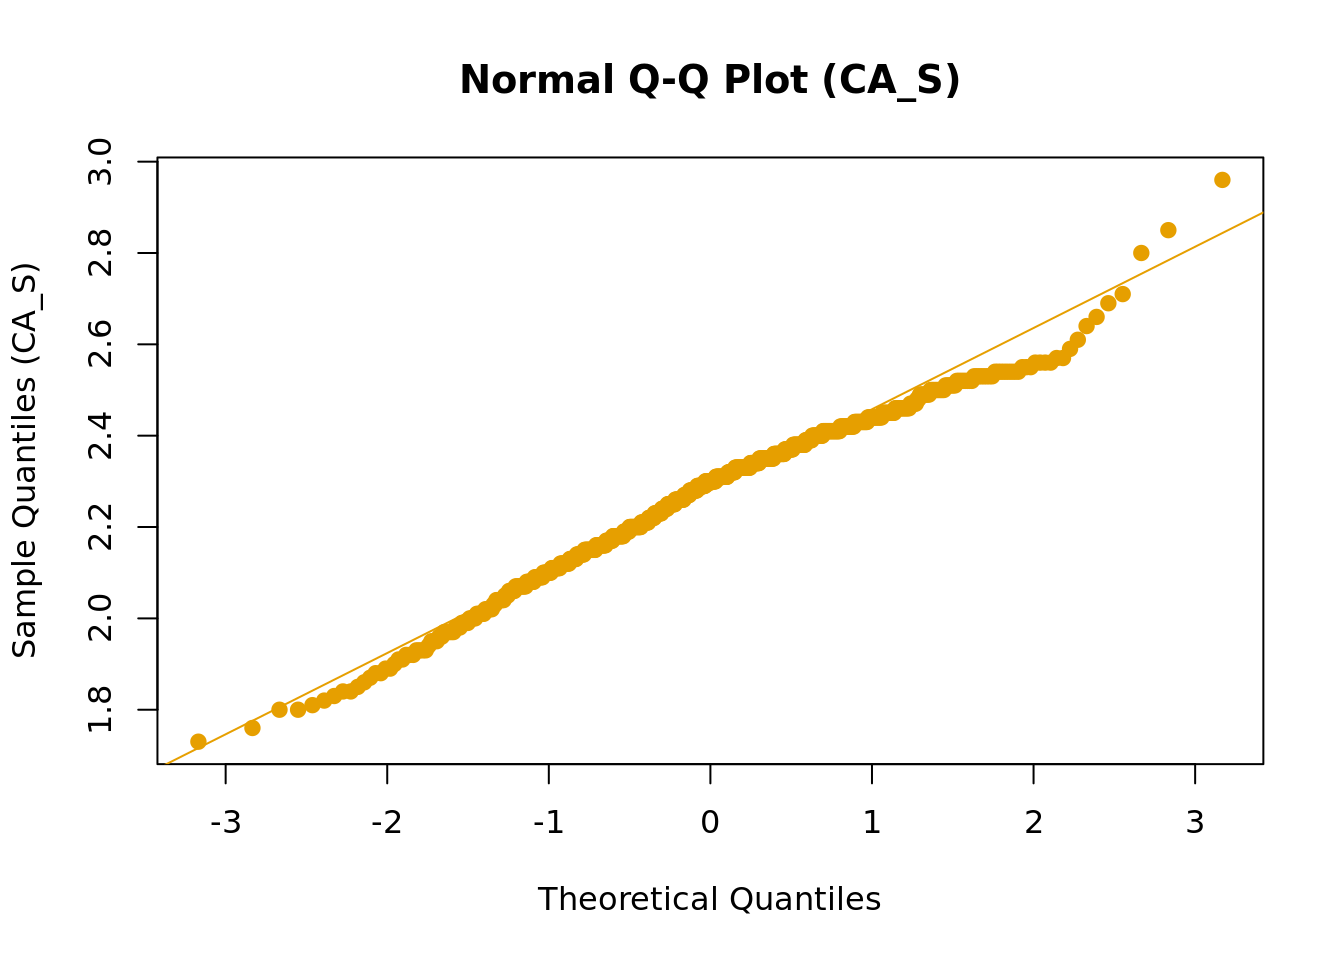 Normal Q-Q Plot (CA_S)
Sample Quantiles (CA_S)
3.0
2.8
2.6
2.4
2.2
2.0
1.8
-3 -2 -1 0 1 2 3
Theoretical Quantiles